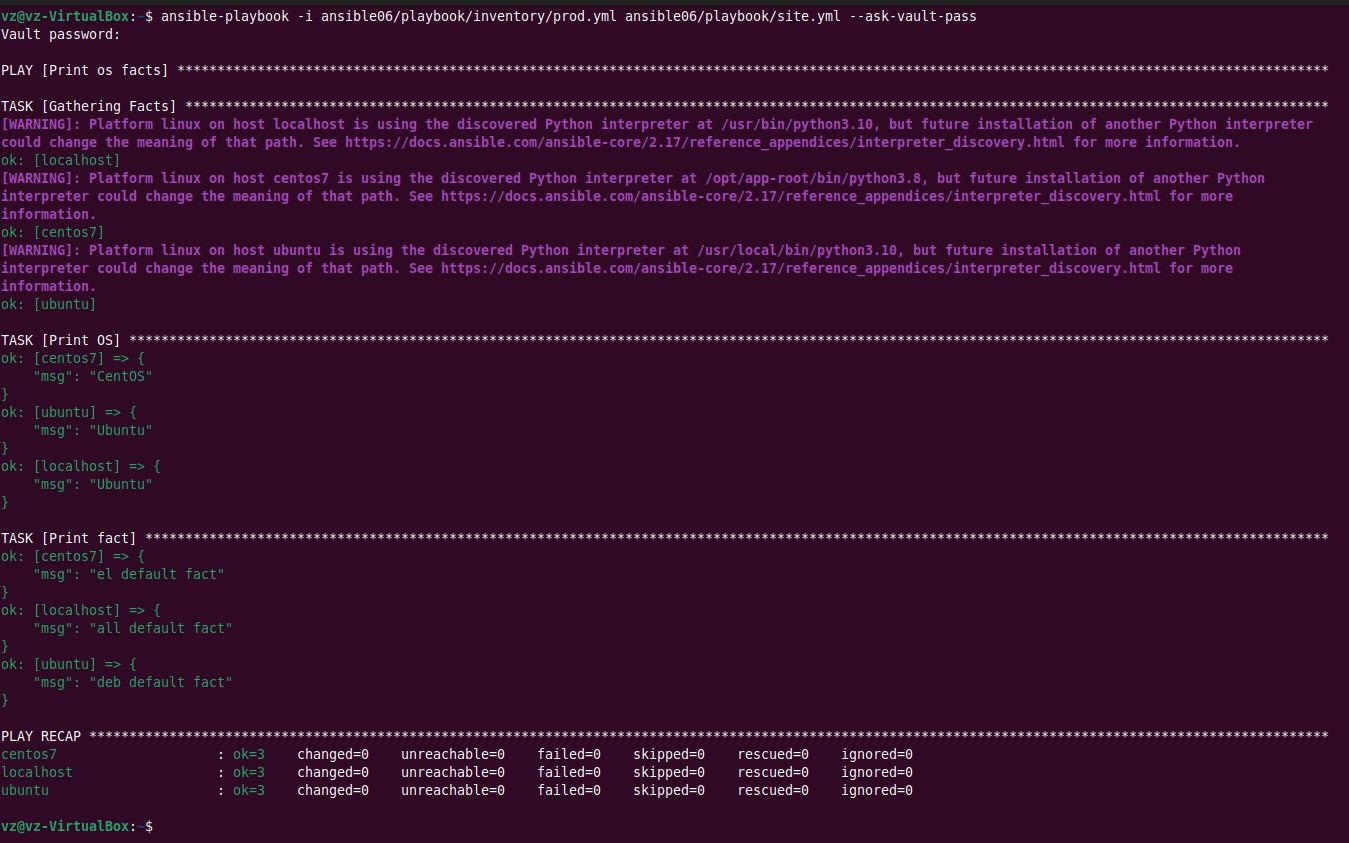 vz@vz-VirtualBox:~$ ansible-playbook -i ansible06/playbook/inventory/prod.yml ansible06/playbook/site.yml --ask-vault-pass
Vault password:
PLAY [Print os facts] ************************************************************************************************************************************************
TASK [Gathering Facts] ***********************************************************************************************************************************************
[WARNING]: Platform linux on host localhost is using the discovered Python interpreter at /usr/bin/python3.10, but future installation of another Python interpreter
could change the meaning of that path. See https://docs.ansible.com/ansible-core/2.17/reference_appendices/interpreter_discovery.html for more information.
ok: [localhost]
[WARNING]: Platform linux on host centos7 is using the discovered Python interpreter at /opt/app-root/bin/python3.8, but future installation of another Python
interpreter could change the meaning of that path. See https://docs.ansible.com/ansible-core/2.17/reference_appendices/interpreter_discovery.html for more
information.
ok: [centos7]
[WARNING]: Platform linux on host ubuntu is using the discovered Python interpreter at /usr/local/bin/python3.10, but future installation of another Python
interpreter could change the meaning of that path. See https://docs.ansible.com/ansible-core/2.17/reference_appendices/interpreter_discovery.html for more
information.
ok: [ubuntu]
TASK [Print OS] ******************************************************************************************************************************************************
ok: [centos7] => {
    "msg": "CentOS"
}
ok: [ubuntu] => {
    "msg": "Ubuntu"
}
ok: [localhost] => {
    "msg": "Ubuntu"
}
TASK [Print fact] ****************************************************************************************************************************************************
ok: [centos7] => {
    "msg": "el default fact"
}
ok: [localhost] => {
    "msg": "all default fact"
}
ok: [ubuntu] => {
    "msg": "deb default fact"
}
PLAY RECAP ***********************************************************************************************************************************************************
centos7                    : ok=3    changed=0    unreachable=0    failed=0    skipped=0    rescued=0    ignored=0
localhost                  : ok=3    changed=0    unreachable=0    failed=0    skipped=0    rescued=0    ignored=0
ubuntu                     : ok=3    changed=0    unreachable=0    failed=0    skipped=0    rescued=0    ignored=0
vz@vz-VirtualBox:~$